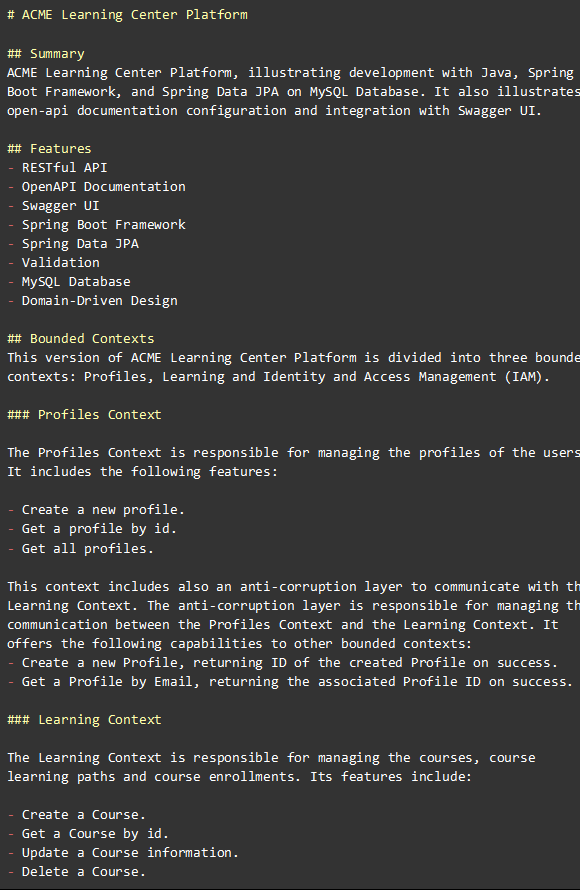 # ACME Learning Center Platform
## Summary
ACME Learning Center Platform, illustrating development with Java, Spring
Boot Framework, and Spring Data JPA on MySQL Database. It also illustrates
open-api documentation configuration and integration with Swagger UI.
## Features
- RESTful API
- OpenAPI Documentation
- Swagger UI
- Spring Boot Framework
- Spring Data JPA
- Validation
- MySQL Database
- Domain-Driven Design
## Bounded Contexts
This version of ACME Learning Center Platform is divided into three bounde
contexts: Profiles, Learning and Identity and Access Management (IAM).
### Profiles Context
The Profiles Context is responsible for managing the profiles of the users
It includes the following features:
- Create a new profile.
- Get a profile by id.
- Get all profiles.
This context includes also an anti-corruption layer to communicate with th
Learning Context. The anti-corruption layer is responsible for managing th
communication between the Profiles Context and the Learning Context. It
offers the following capabilities to other bounded contexts:
- Create a new Profile, returning ID of the created Profile on success.
- Get a Profile by Email, returning the associated Profile ID on success.
### Learning Context
The Learning Context is responsible for managing the courses, course
learning paths and course enrollments. Its features include:
- Create a Course.
- Get a Course by id.
- Update a Course information.
- Delete a Course.